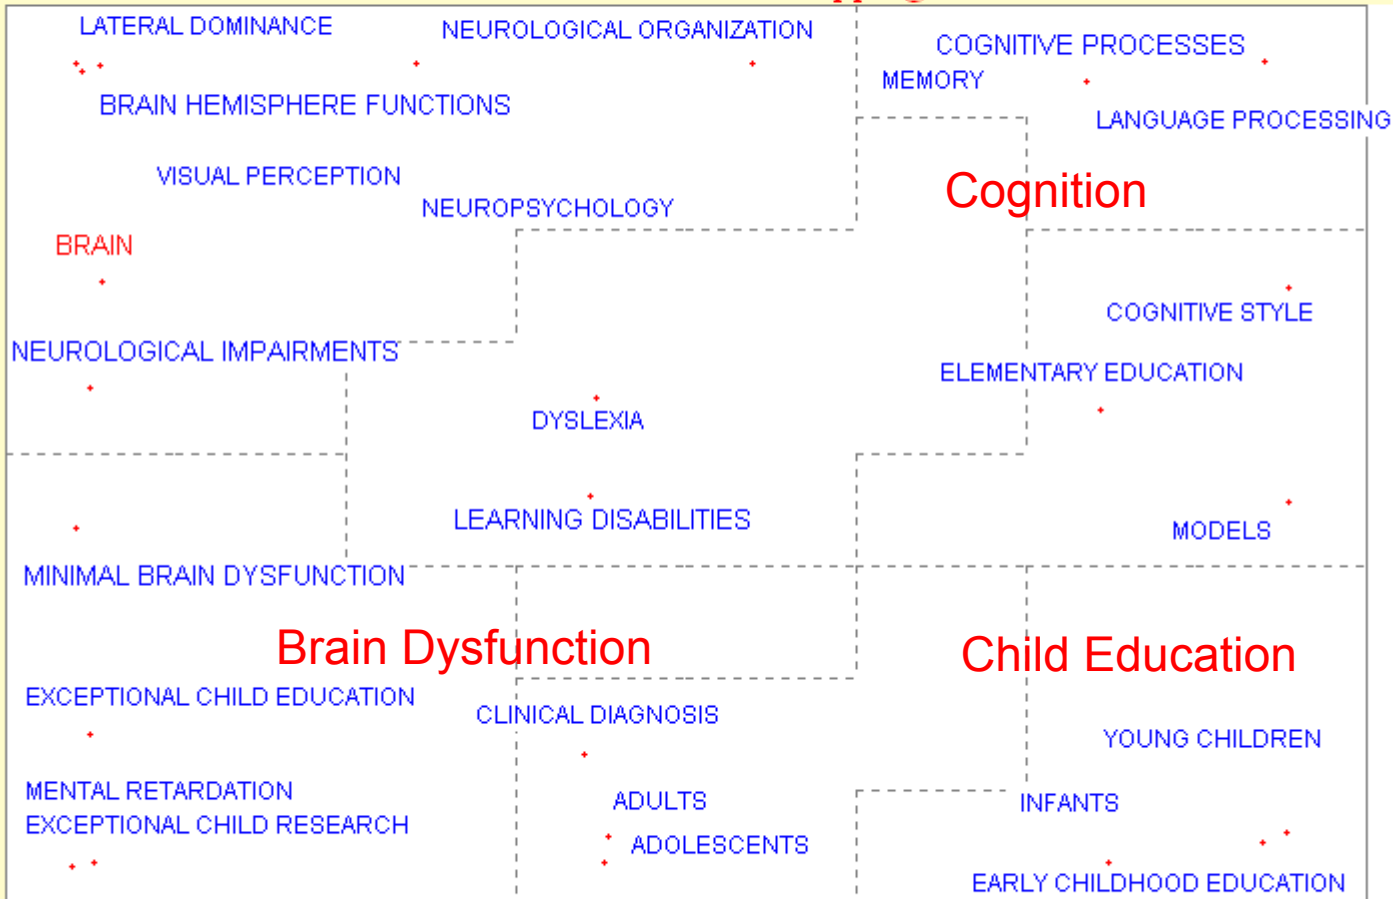 LATERAL DOMINANCE
NEUROLOGICAL ORGANIZATION
COGNITIVE PROCESSES
MEMORY
BRAIN HEMISPHERE FUNCTIONS
LANGUAGE PROCESSING
VISUAL PERCEPTION
Cognition
NEUROPSYCHOLOGY
BRAIN
COGNITIVE STYLE
NEUROLOGICAL IMPAIRMENTS
ELEMENTARY EDUCATION
DYSLEXIA
LEARNING DISABILITIES
MODELS
MINIMAL BRAIN DYSFUNCTION
Brain Dysfunction
Child Education
EXCEPTIONAL CHILD EDUCATION
CLINICAL DIAGNOSIS
YOUNG CHILDREN
MENTAL RETARDATION
ADULTS
INFANTS
EXCEPTIONAL CHILD RESEARCH
ADOLESCENTS
EARLY CHILDHOOD EDUCATION